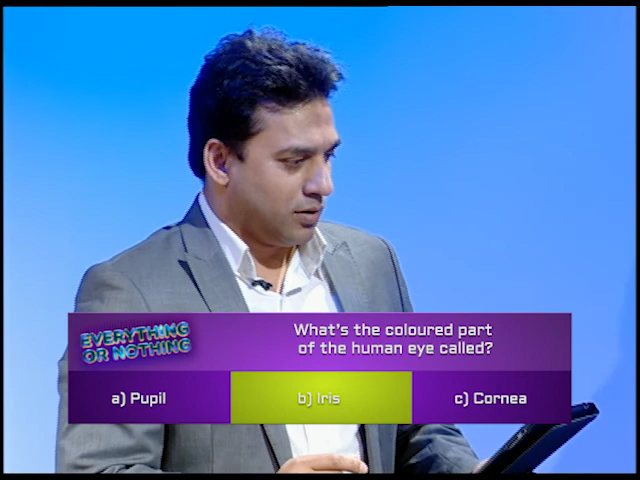 EVERYTHING
OR NOTHING
What's the coloured part
of the human eye called?
a) Pupil
b) Iris
c) Cornea